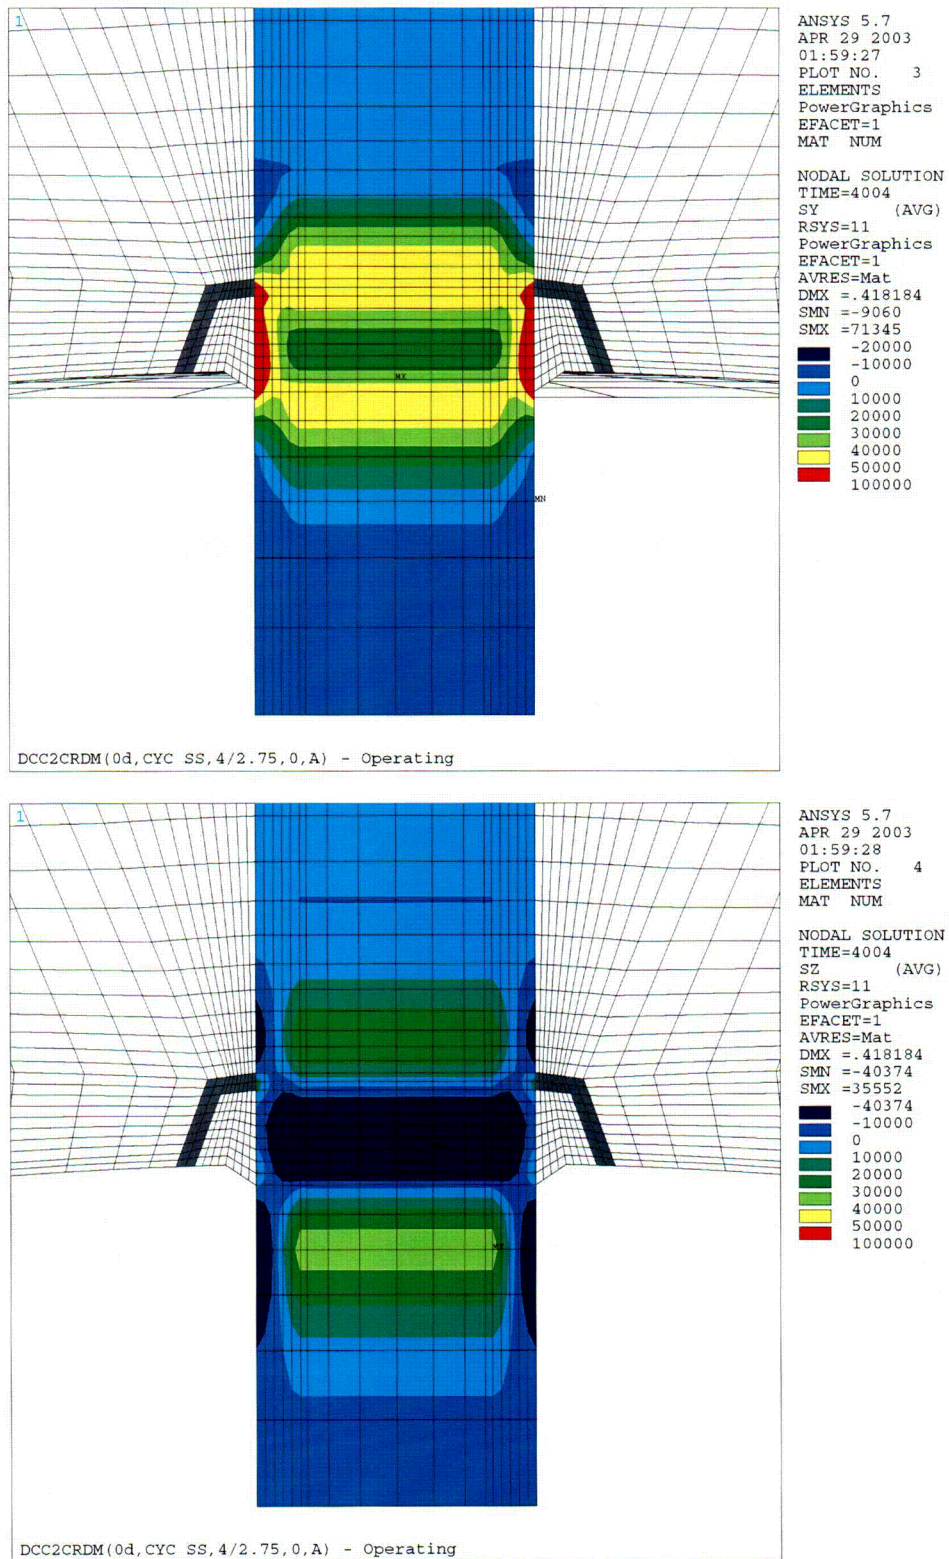 1
ANSYS 5.7
APR 29 2003
01:59:27
PLOT NO. 3
ELEMENTS
PowerGraphics
EFACET=1
MAT NUM
NODAL SOLUTION
TIME=4004
SY (AVG)
RSYS=11
PowerGraphics
EFACET=1
AVRES=Mat
DMX =.418184
SMN =-9060
SMX =71345
-20000
-10000
0
10000
20000
30000
40000
50000
100000
MX
MN
DCC2CRDM(0d,CYC SS,4/2.75,0,A) - Operating
1
ANSYS 5.7
APR 29 2003
01:59:28
PLOT NO. 4
ELEMENTS
MAT NUM
NODAL SOLUTION
TIME=4004
SZ (AVG)
RSYS=11
PowerGraphics
EFACET=1
AVRES=Mat
DMX =.418184
SMN =-40374
SMX =35552
-40374
-10000
0
10000
20000
30000
40000
50000
100000
MX
DCC2CRDM(0d,CYC SS,4/2.75,0,A) - Operating